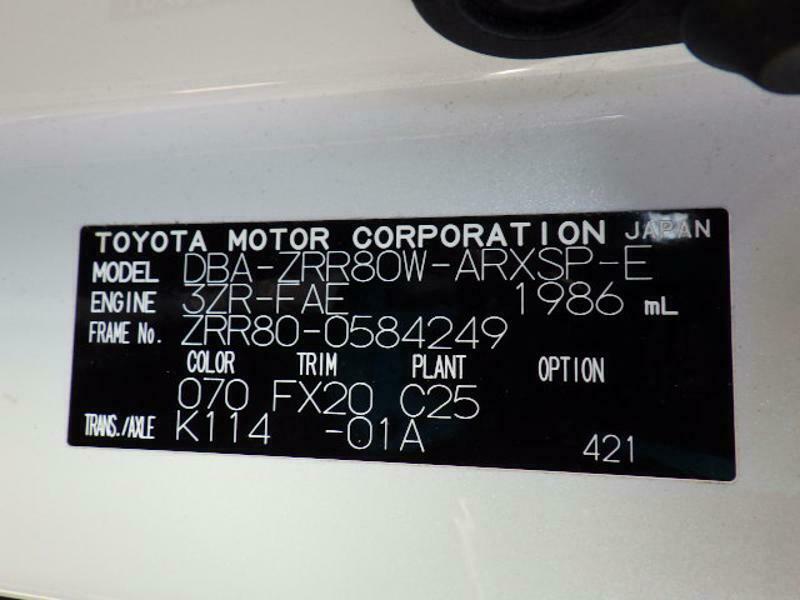 TOYOTA MOTOR CORPORATION JAPAN
MODEL DBA-ZRR80W-ARXSP-E
ENGINE 3ZR-FAE 1986 mL
FRAME No. ZRR80-0584249
COLOR TRIM PLANT OPTION
070 FX20 C25
TRANS./AXLE K114 -01A
421